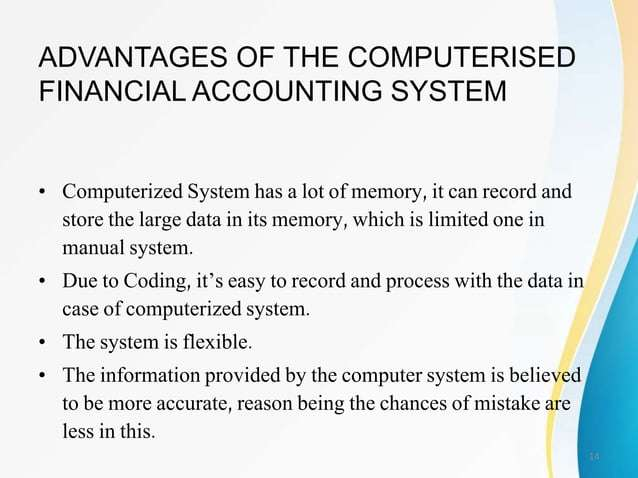 ADVANTAGES OF THE COMPUTERISED
FINANCIAL ACCOUNTING SYSTEM
• Computerized System has a lot of memory, it can record and
store the large data in its memory, which is limited one in
manual system.
• Due to Coding, it’s easy to record and process with the data in
case of computerized system.
• The system is flexible.
• The information provided by the computer system is believed
to be more accurate, reason being the chances of mistake are
less in this.
14